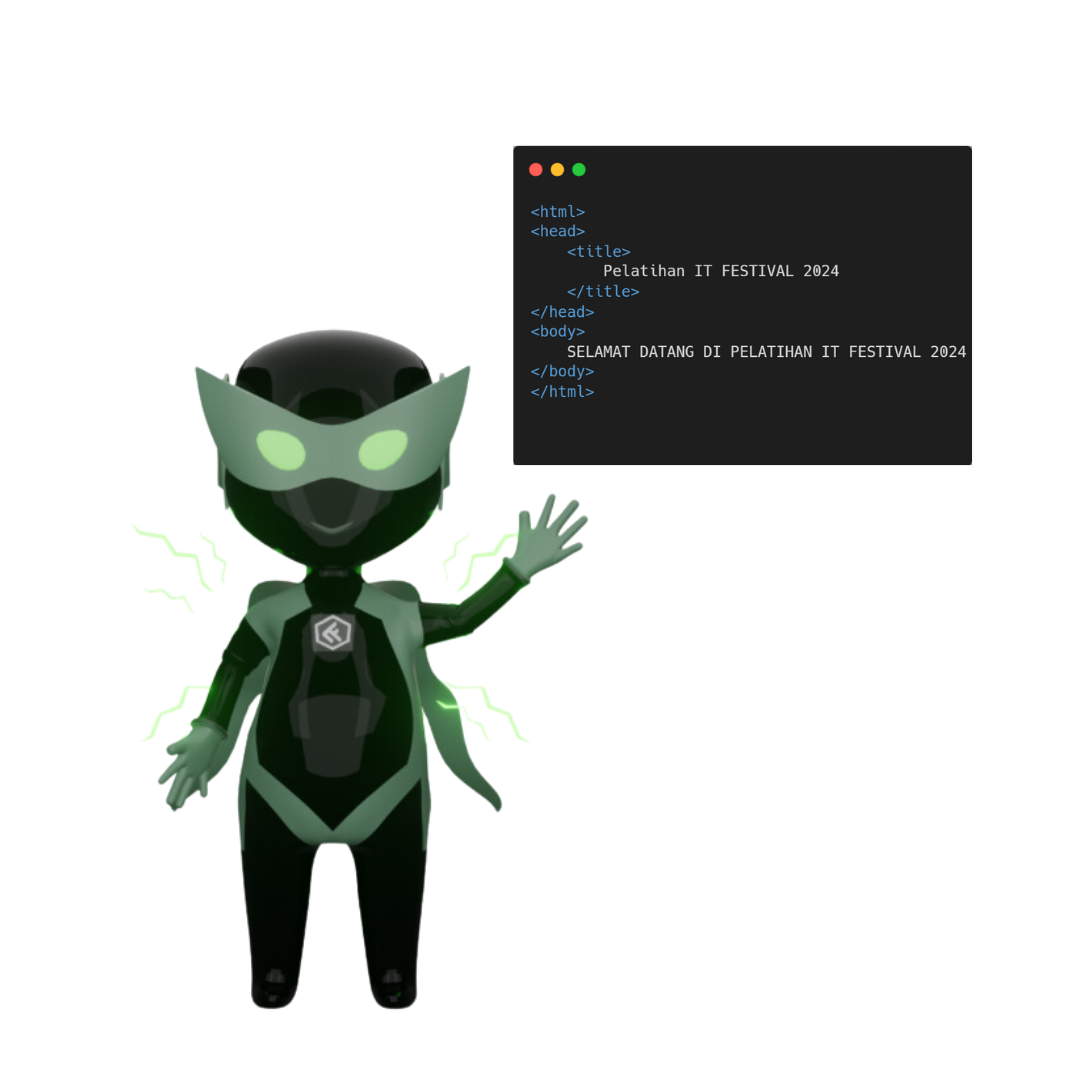 <html>
<head>
    <title>
        Pelatihan IT FESTIVAL 2024
    </title>
</head>
<body>
    SELAMAT DATANG DI PELATIHAN IT FESTIVAL 2024
</body>
</html>